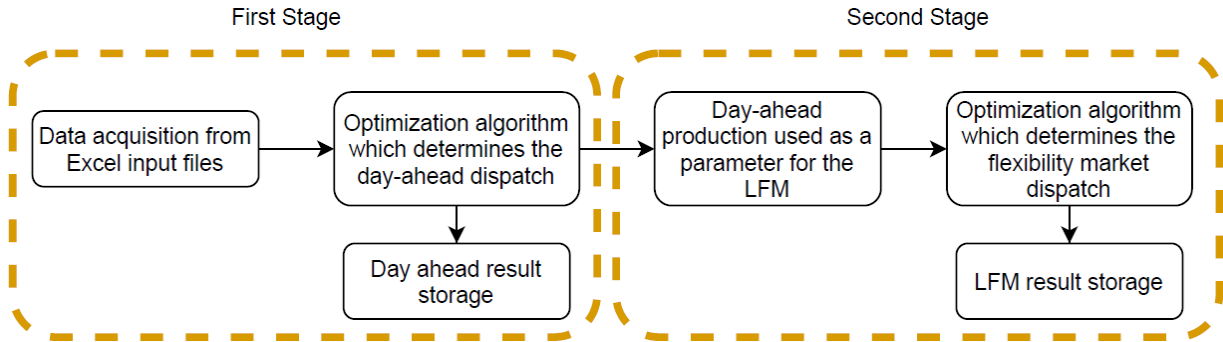 First Stage
Second Stage
Data acquisition from
Excel input files
Optimization algorithm
which determines the
day-ahead dispatch
Day-ahead
production used as a
parameter for the
LFM
Optimization algorithm
which determines the
flexibility market
dispatch
Day ahead result
storage
LFM result storage